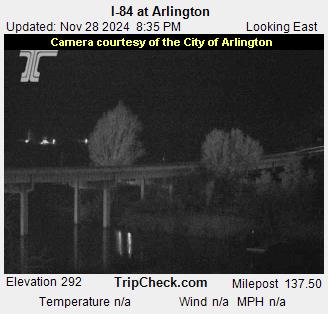 I-84 at Arlington
Updated: Nov 28 2024 8:35 PM Looking East
Camera courtesy of the City of Arlington
Elevation 292 TripCheck.com Milepost 137.50
Temperature n/a Wind n/a MPH n/a